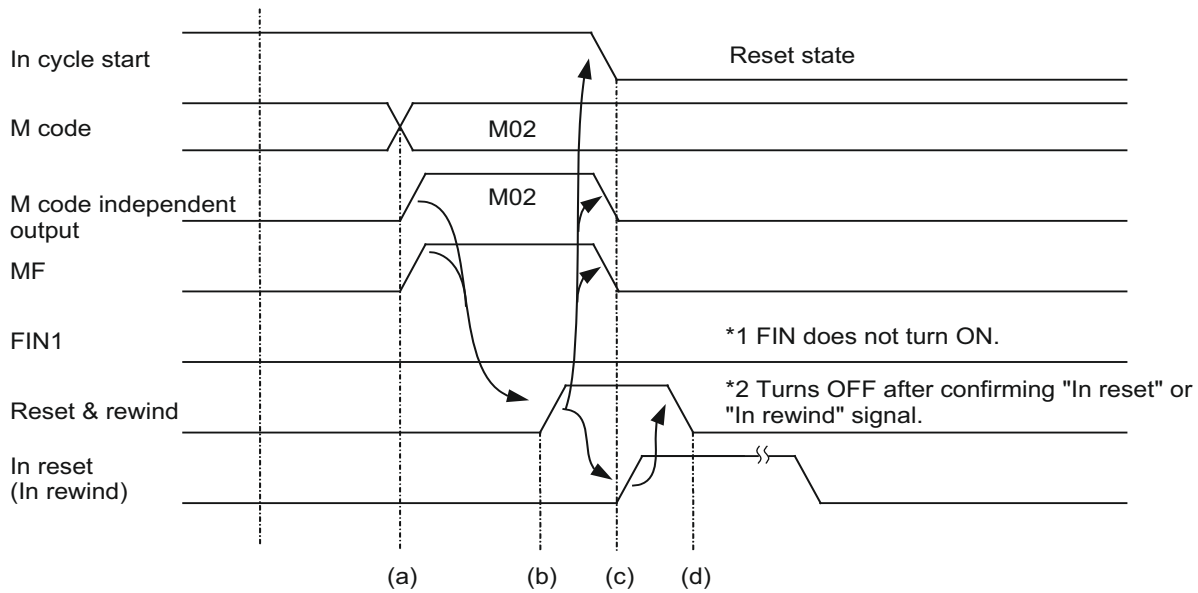 In cycle start
Reset state
M code
M02
M code independent
output
M02
MF
FIN1
*1 FIN does not turn ON.
Reset & rewind
*2 Turns OFF after confirming "In reset" or
"In rewind" signal.
In reset
(In rewind)
(a) (b) (c) (d)